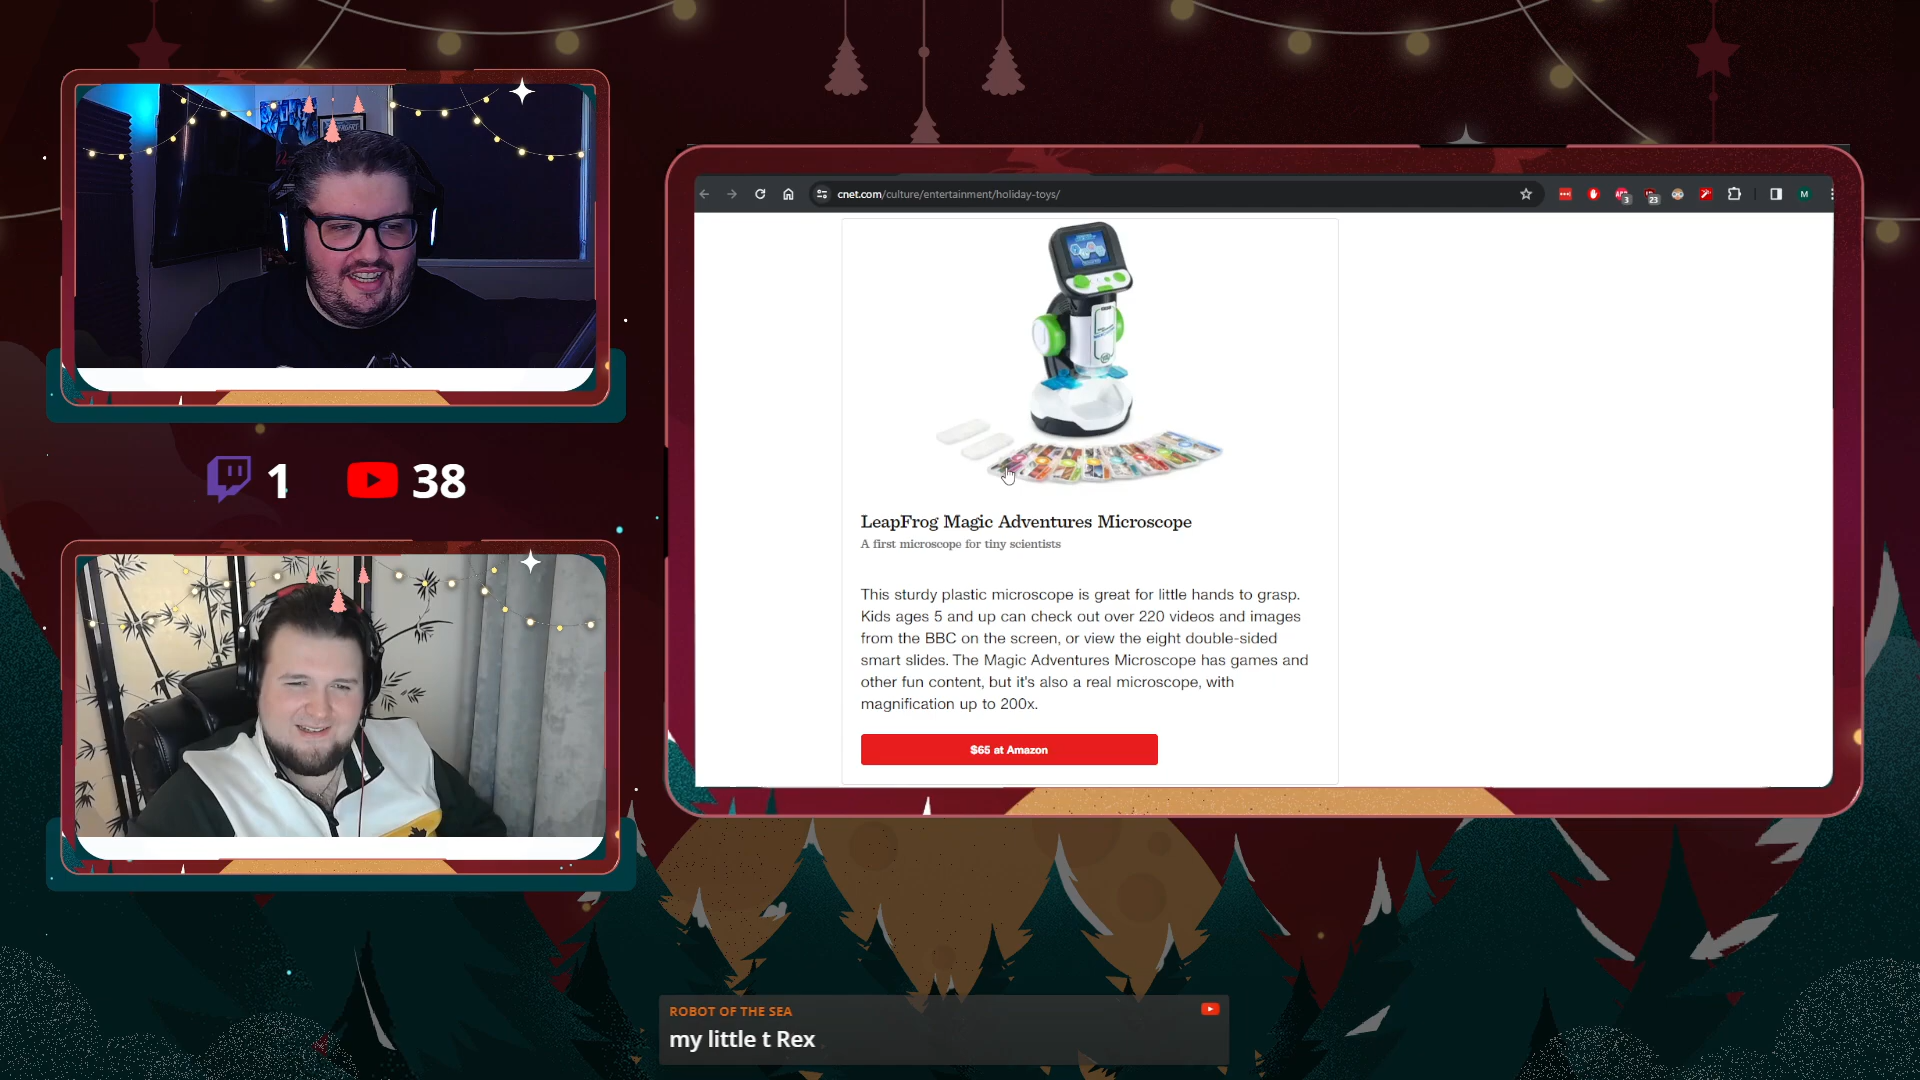 1
38
cnet.com/culture/entertainment/holiday-toys/
3
23
M
LeapFrog Magic Adventures Microscope
A first microscope for tiny scientists
This sturdy plastic microscope is great for little hands to grasp.
Kids ages 5 and up can check out over 220 videos and images
from the BBC on the screen, or view the eight double-sided
smart slides. The Magic Adventures Microscope has games and
other fun content, but it's also a real microscope, with
magnification up to 200x.
$65 at Amazon
ROBOT OF THE SEA
my little t Rex